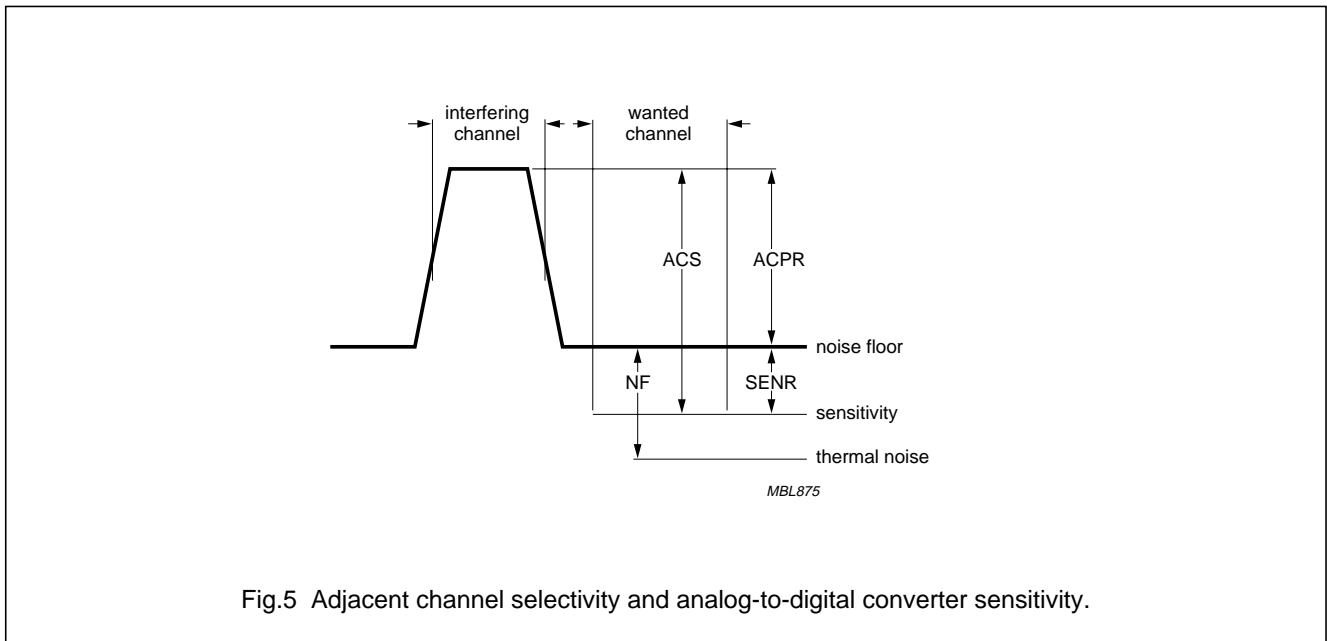 interfering
channel
wanted
channel
ACS
ACPR
noise floor
NF
SENR
sensitivity
thermal noise
MBL875
Fig.5 Adjacent channel selectivity and analog-to-digital converter sensitivity.